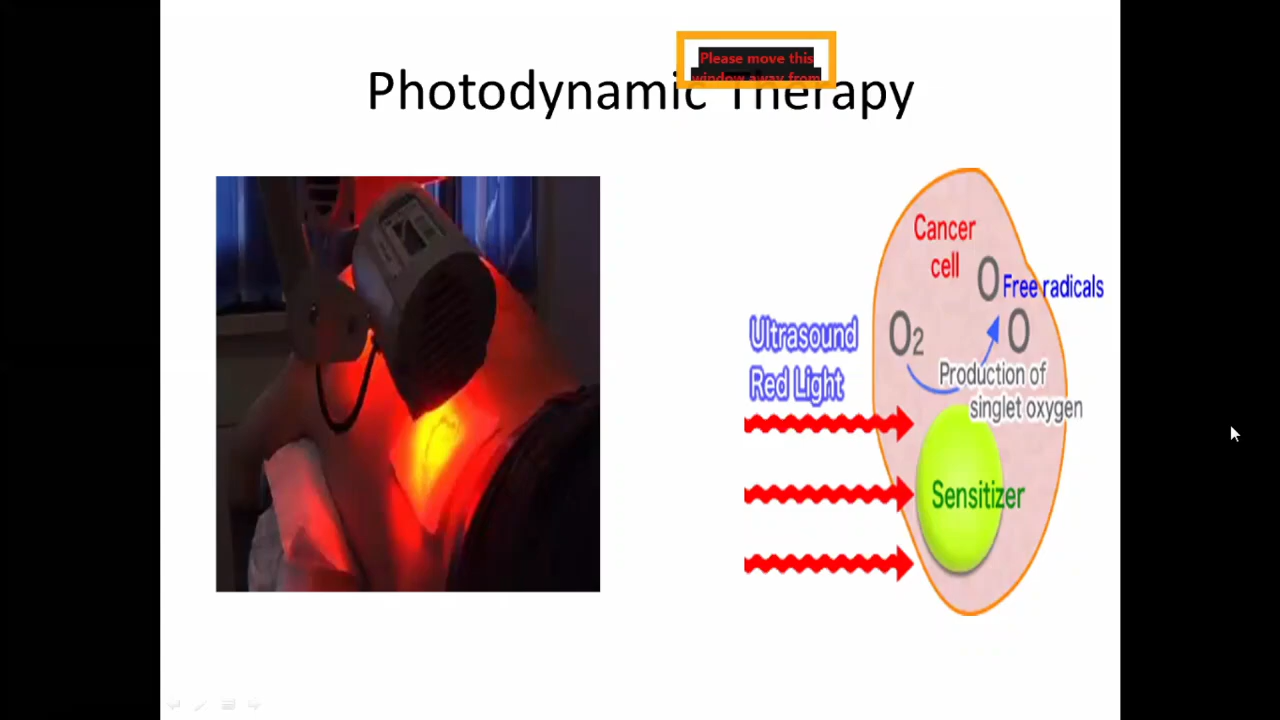 Please move this
window away from
Photodynamic Therapy
Cancer
cell
O
Free radicals
O2
O
Ultrasound
Red Light
Production of
singlet oxygen
Sensitizer